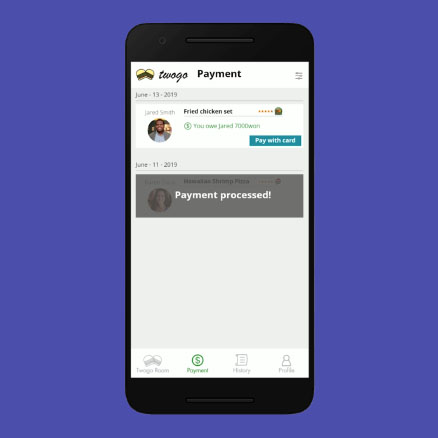 twogo Payment
June - 13 - 2019
Jared Smith
Fried chicken set
You owe Jared 7000won
Pay with card
June - 11 - 2019
Hawaiian Shrimp Pizza
Payment processed!
Twogo Room
Payment
History
Profile